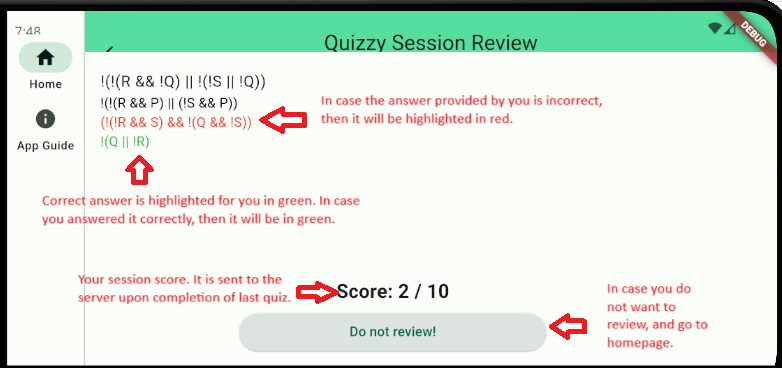 7:48
Quizzy Session Review
DEBUG
Home
App Guide
!(!(R && !Q) || !(!S || !Q))
!(!(R && P) || (!S && P))
(!(!R && S) && !(Q && !S))
!(Q || !R)
In case the answer provided by you is incorrect,
then it will be highlighted in red.
Correct answer is highlighted for you in green. In case
you answered it correctly, then it will be in green.
Your session score. It is sent to the
server upon completion of last quiz.
Score: 2 / 10
In case you do
not want to
review, and go to
homepage.
Do not review!